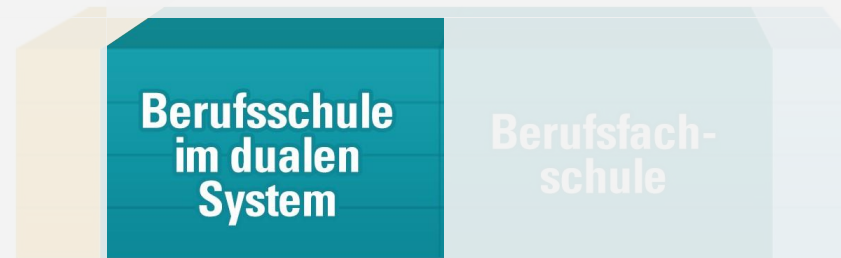 Berufsschule
im dualen
System
Berufsfach-
schule